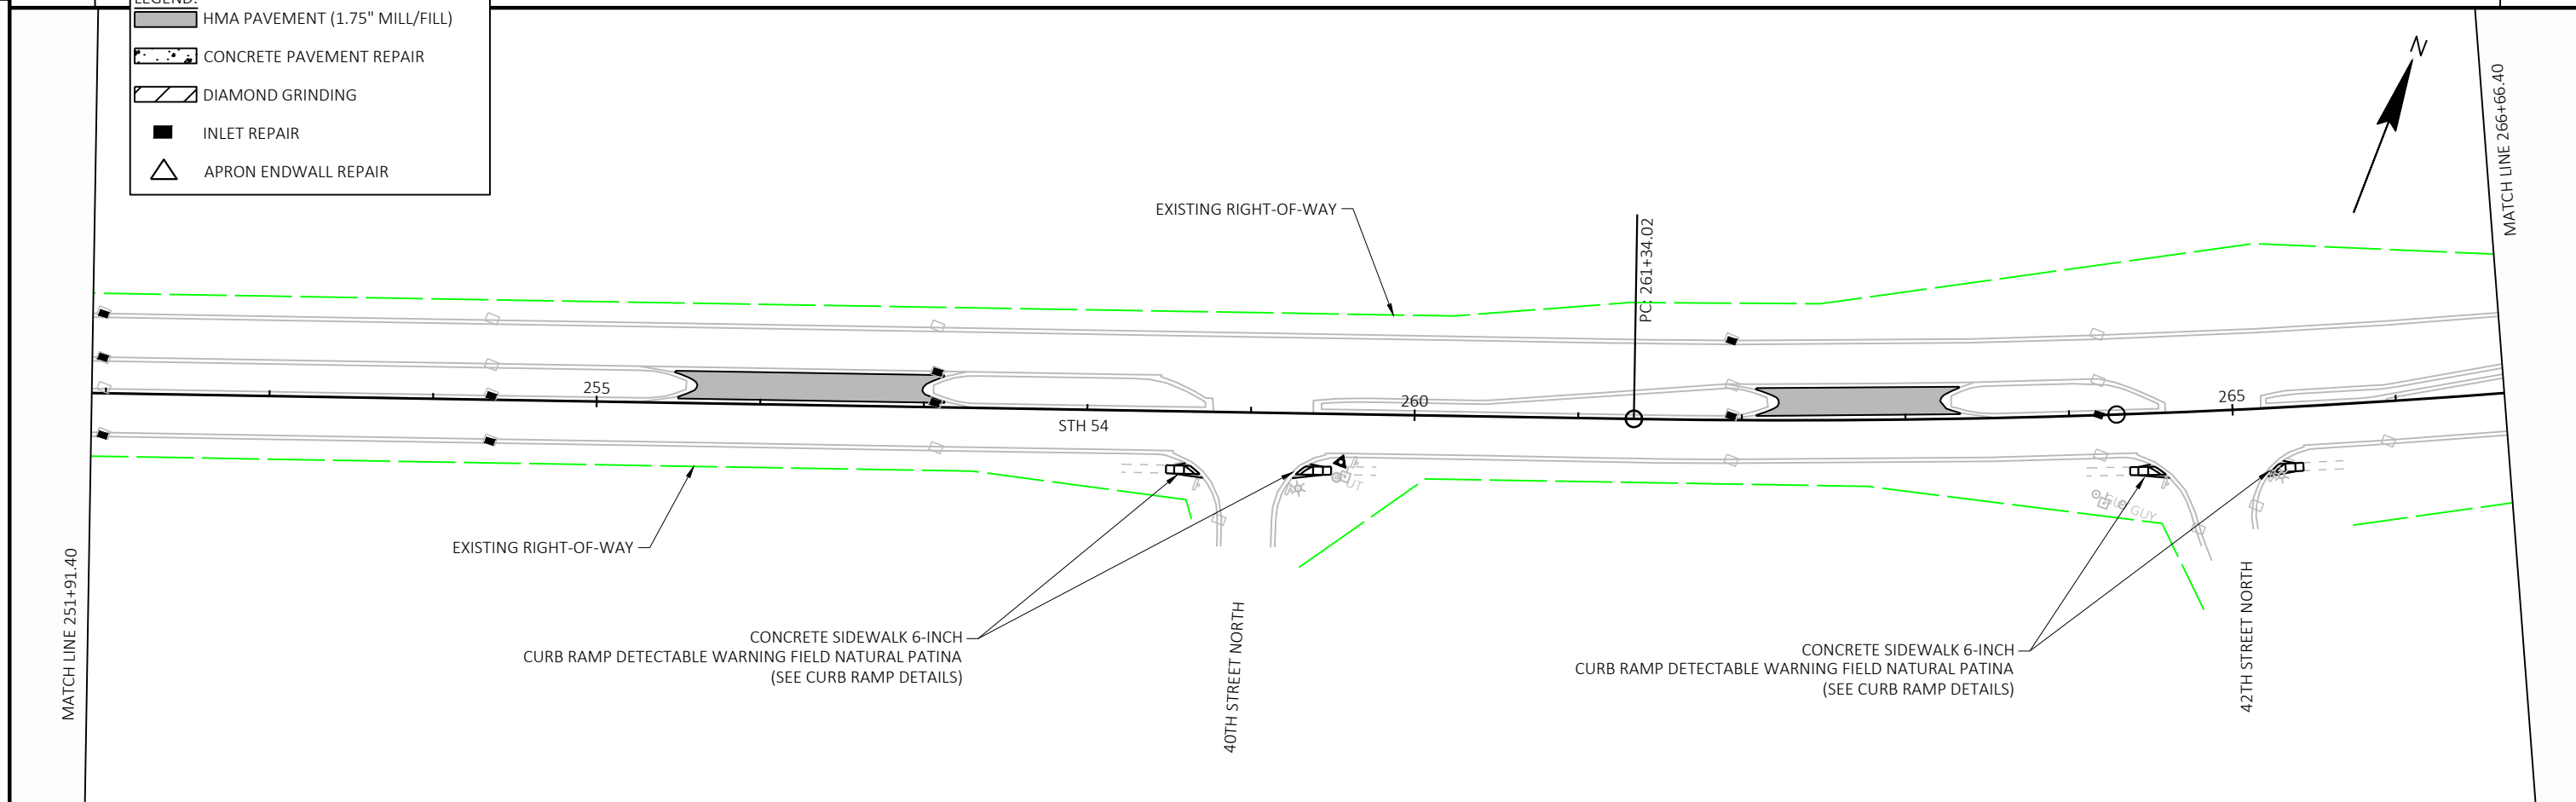 LEGEND:
HMA PAVEMENT (1.75" MILL/FILL)
CONCRETE PAVEMENT REPAIR
DIAMOND GRINDING
INLET REPAIR
APRON ENDWALL REPAIR
N
MATCH LINE 266+66.40
EXISTING RIGHT-OF-WAY
PC: 261+34.02
255
260
265
STH 54
UT
GUY
EXISTING RIGHT-OF-WAY
MATCH LINE 251+91.40
CONCRETE SIDEWALK 6-INCH
CURB RAMP DETECTABLE WARNING FIELD NATURAL PATINA
(SEE CURB RAMP DETAILS)
40TH STREET NORTH
CONCRETE SIDEWALK 6-INCH
CURB RAMP DETECTABLE WARNING FIELD NATURAL PATINA
(SEE CURB RAMP DETAILS)
42TH STREET NORTH